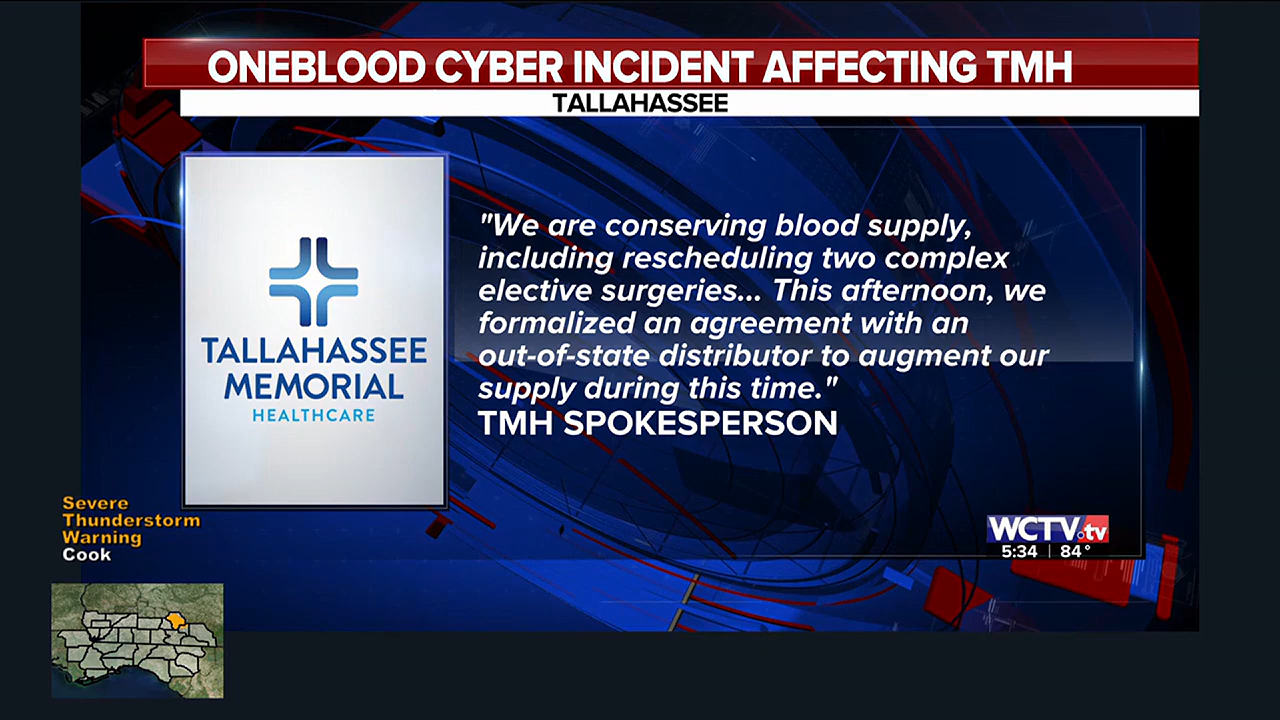 ONEBLOOD CYBER INCIDENT AFFECTING TMH
TALLAHASSEE
TALLAHASSEE
MEMORIAL
HEALTHCARE
"We are conserving blood supply,
including rescheduling two complex
elective surgeries... This afternoon, we
formalized an agreement with an
out-of-state distributor to augment our
supply during this time."
TMH SPOKESPERSON
Severe
Thunderstorm
Warning
Cook
WCTV.tv
5:34 | 84°